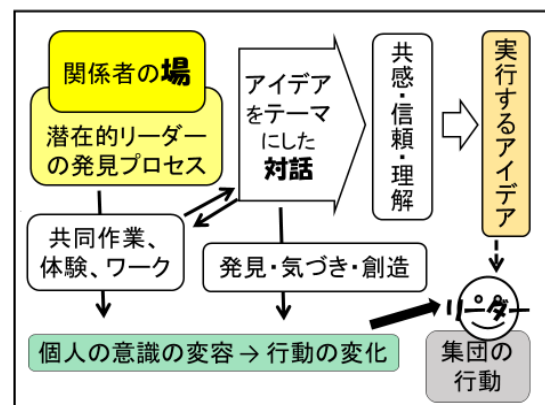 関係者の場
潜在的リーダー
の発見プロセス
アイデア
をテーマ
にした
対話
共感・信頼・理解
実行するアイデア
共同作業、
体験、ワーク
発見・気づき・創造
リーダー
個人の意識の変容→行動の変化
集団の
行動